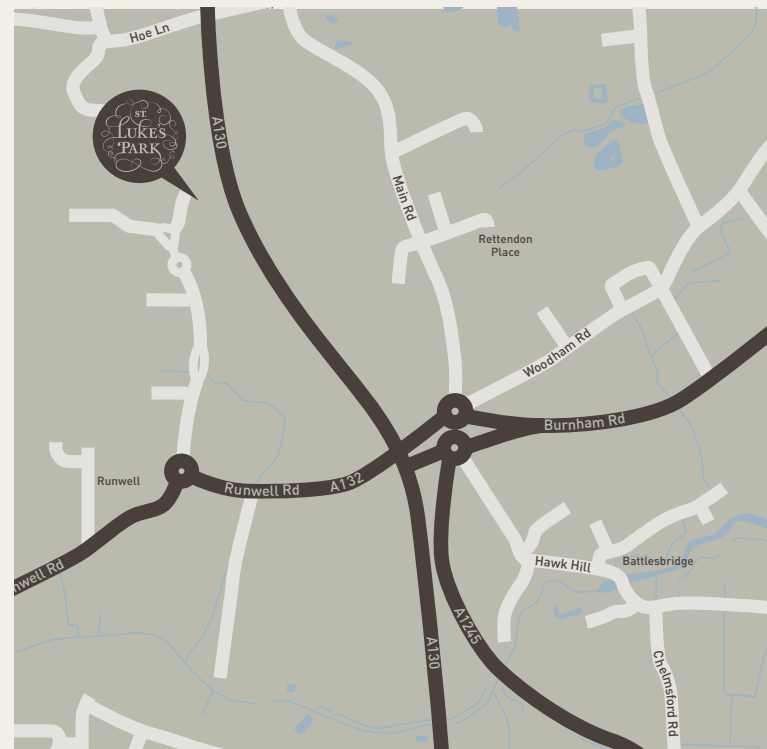 Hoe Ln
A130
ST.
LUKES
PARK
Main Rd
Rettendon
Place
Woodham Rd
Burnham Rd
Runwell
Runwell Rd
A132
nwell Rd
Hawk Hill
Battlesbridge
A1245
A130
Chelmsford Rd